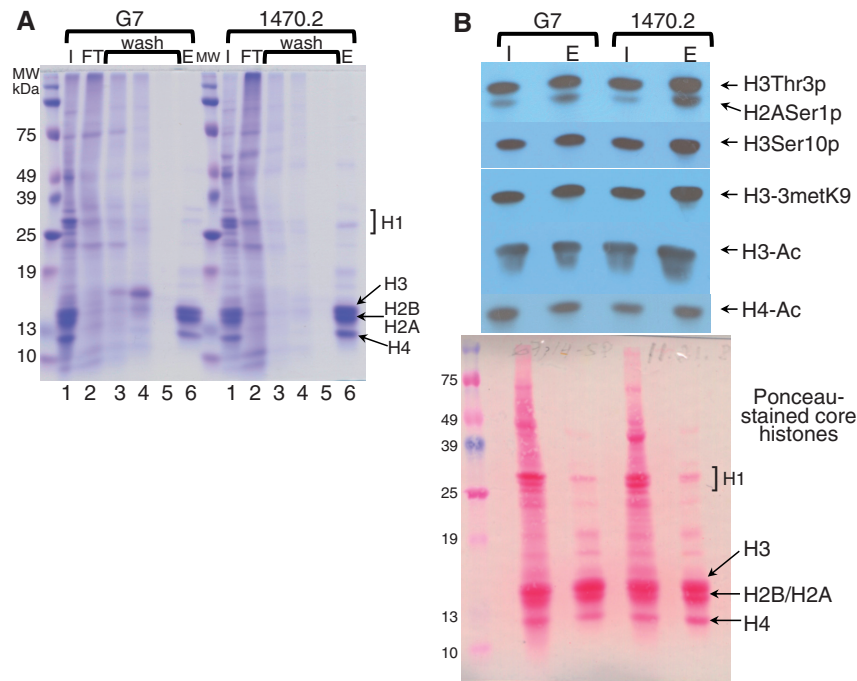 A
G7
1470.2
wash
wash
I FT E MW I FT E
MW
kDa
75
49
39
25
19
13
10
H1
H3
H2B
H2A
H4
1 2 3 4 5 6 1 2 3 4 5 6
B
G7
1470.2
I E I E
H3Thr3p
H2ASer1p
H3Ser10p
H3-3metK9
H3-Ac
H4-Ac
75
49
39
25
19
13
10
Ponceau-
stained core
histones
H1
H3
H2B/H2A
H4